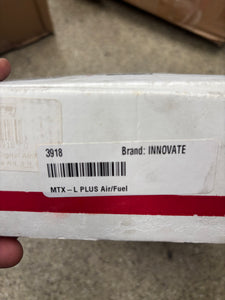 3918 Brand: INNOVATE
MTX-L PLUS Air/Fuel